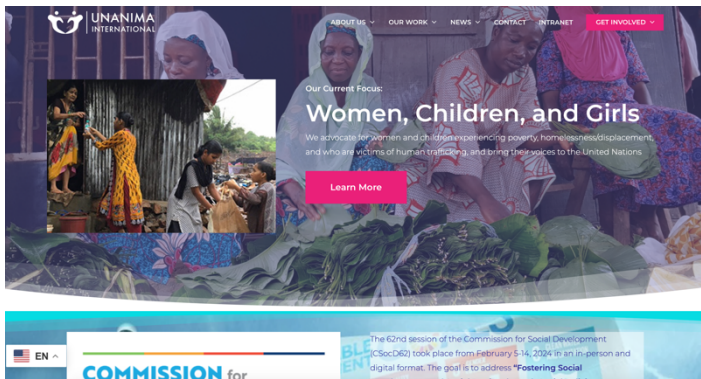 UNANIMA
INTERNATIONAL
ABOUT US
OUR WORK
NEWS
CONTACT
INTRANET
GET INVOLVED
Our Current Focus:
Women, Children, and Girls
We advocate for women and children experiencing poverty, homelessness/displacement,
and who are victims of human trafficking, and bring their voices to the United Nations
Learn More
EN
COMMISSION for
The 62nd session of the Commission for Social Development
(CSocD62) took place from February 5-14, 2024 in an in-person and
digital format. The goal is to address “Fostering Social